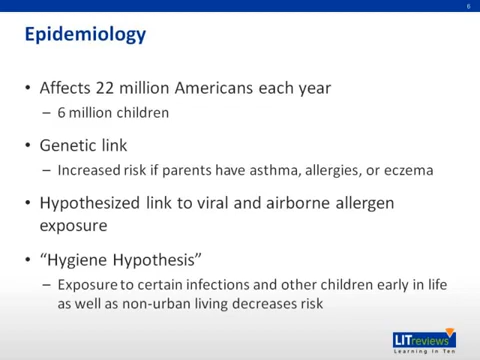 6
Epidemiology
• Affects 22 million Americans each year
– 6 million children
• Genetic link
– Increased risk if parents have asthma, allergies, or eczema
• Hypothesized link to viral and airborne allergen
exposure
• “Hygiene Hypothesis”
– Exposure to certain infections and other children early in life
as well as non-urban living decreases risk
LITreviews
Learning in Ten